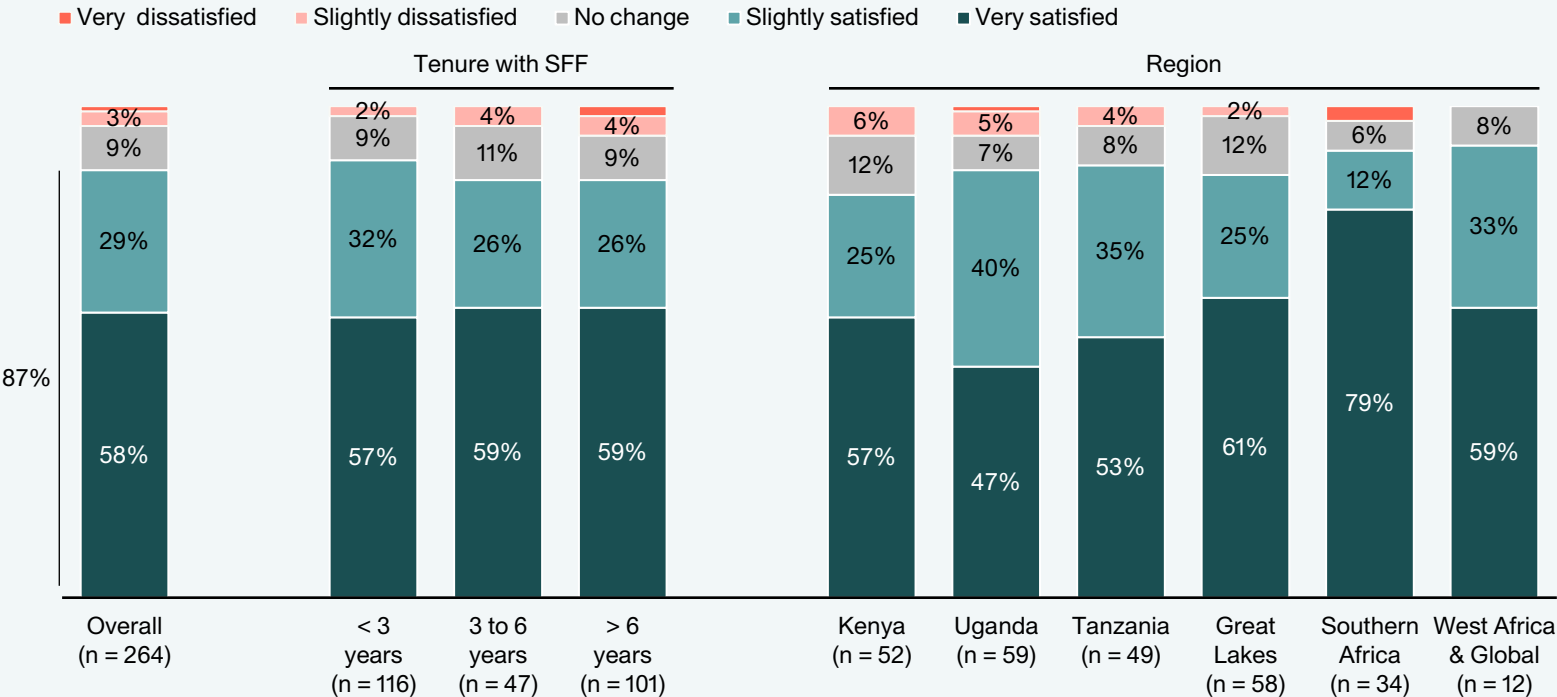 Very dissatisfied Slightly dissatisfied No change Slightly satisfied Very satisfied
Tenure with SFF
Region
3%
9%
29%
58%
87%
2%
9%
32%
57%
4%
11%
26%
59%
4%
9%
26%
59%
6%
12%
25%
57%
5%
7%
40%
47%
4%
8%
35%
53%
2%
12%
25%
61%
6%
12%
79%
8%
33%
59%
Overall
(n = 264)
< 3
years
(n = 116)
3 to 6
years
(n = 47)
> 6
years
(n = 101)
Kenya
(n = 52)
Uganda
(n = 59)
Tanzania
(n = 49)
Great
Lakes
(n = 58)
Southern
Africa
(n = 34)
West Africa
& Global
(n = 12)